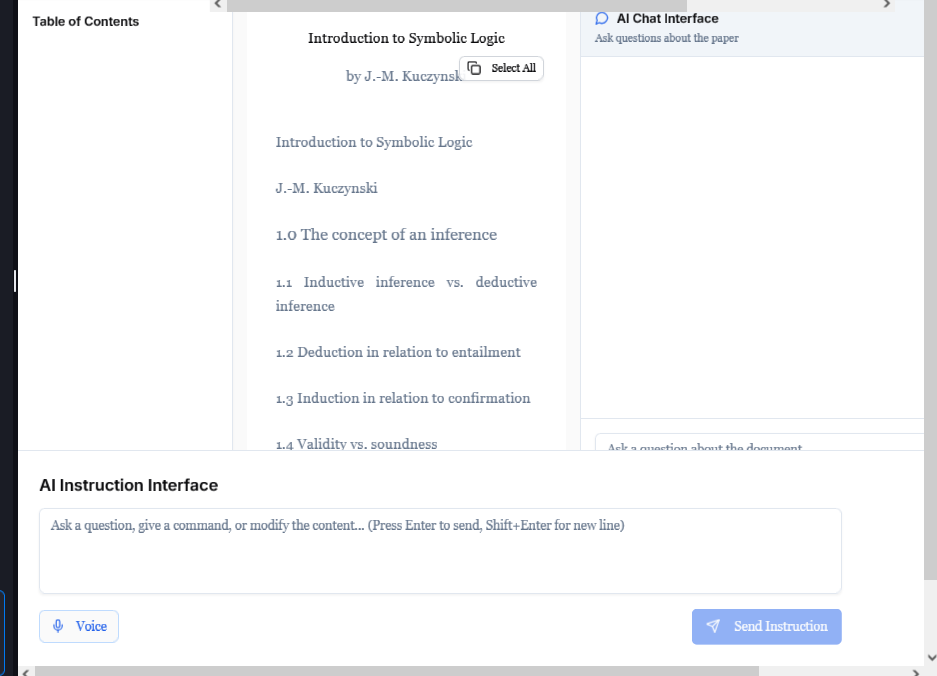 Table of Contents
Introduction to Symbolic Logic
Select All
by J.-M. Kuczynsk
Introduction to Symbolic Logic
J.-M. Kuczynski
1.0 The concept of an inference
1.1 Inductive inference vs. deductive
inference
1.2 Deduction in relation to entailment
1.3 Induction in relation to confirmation
1.4 Validity vs. soundness
AI Chat Interface
Ask questions about the paper
Ask a question about the document
AI Instruction Interface
Ask a question, give a command, or modify the content... (Press Enter to send, Shift+Enter for new line)
Voice
Send Instruction